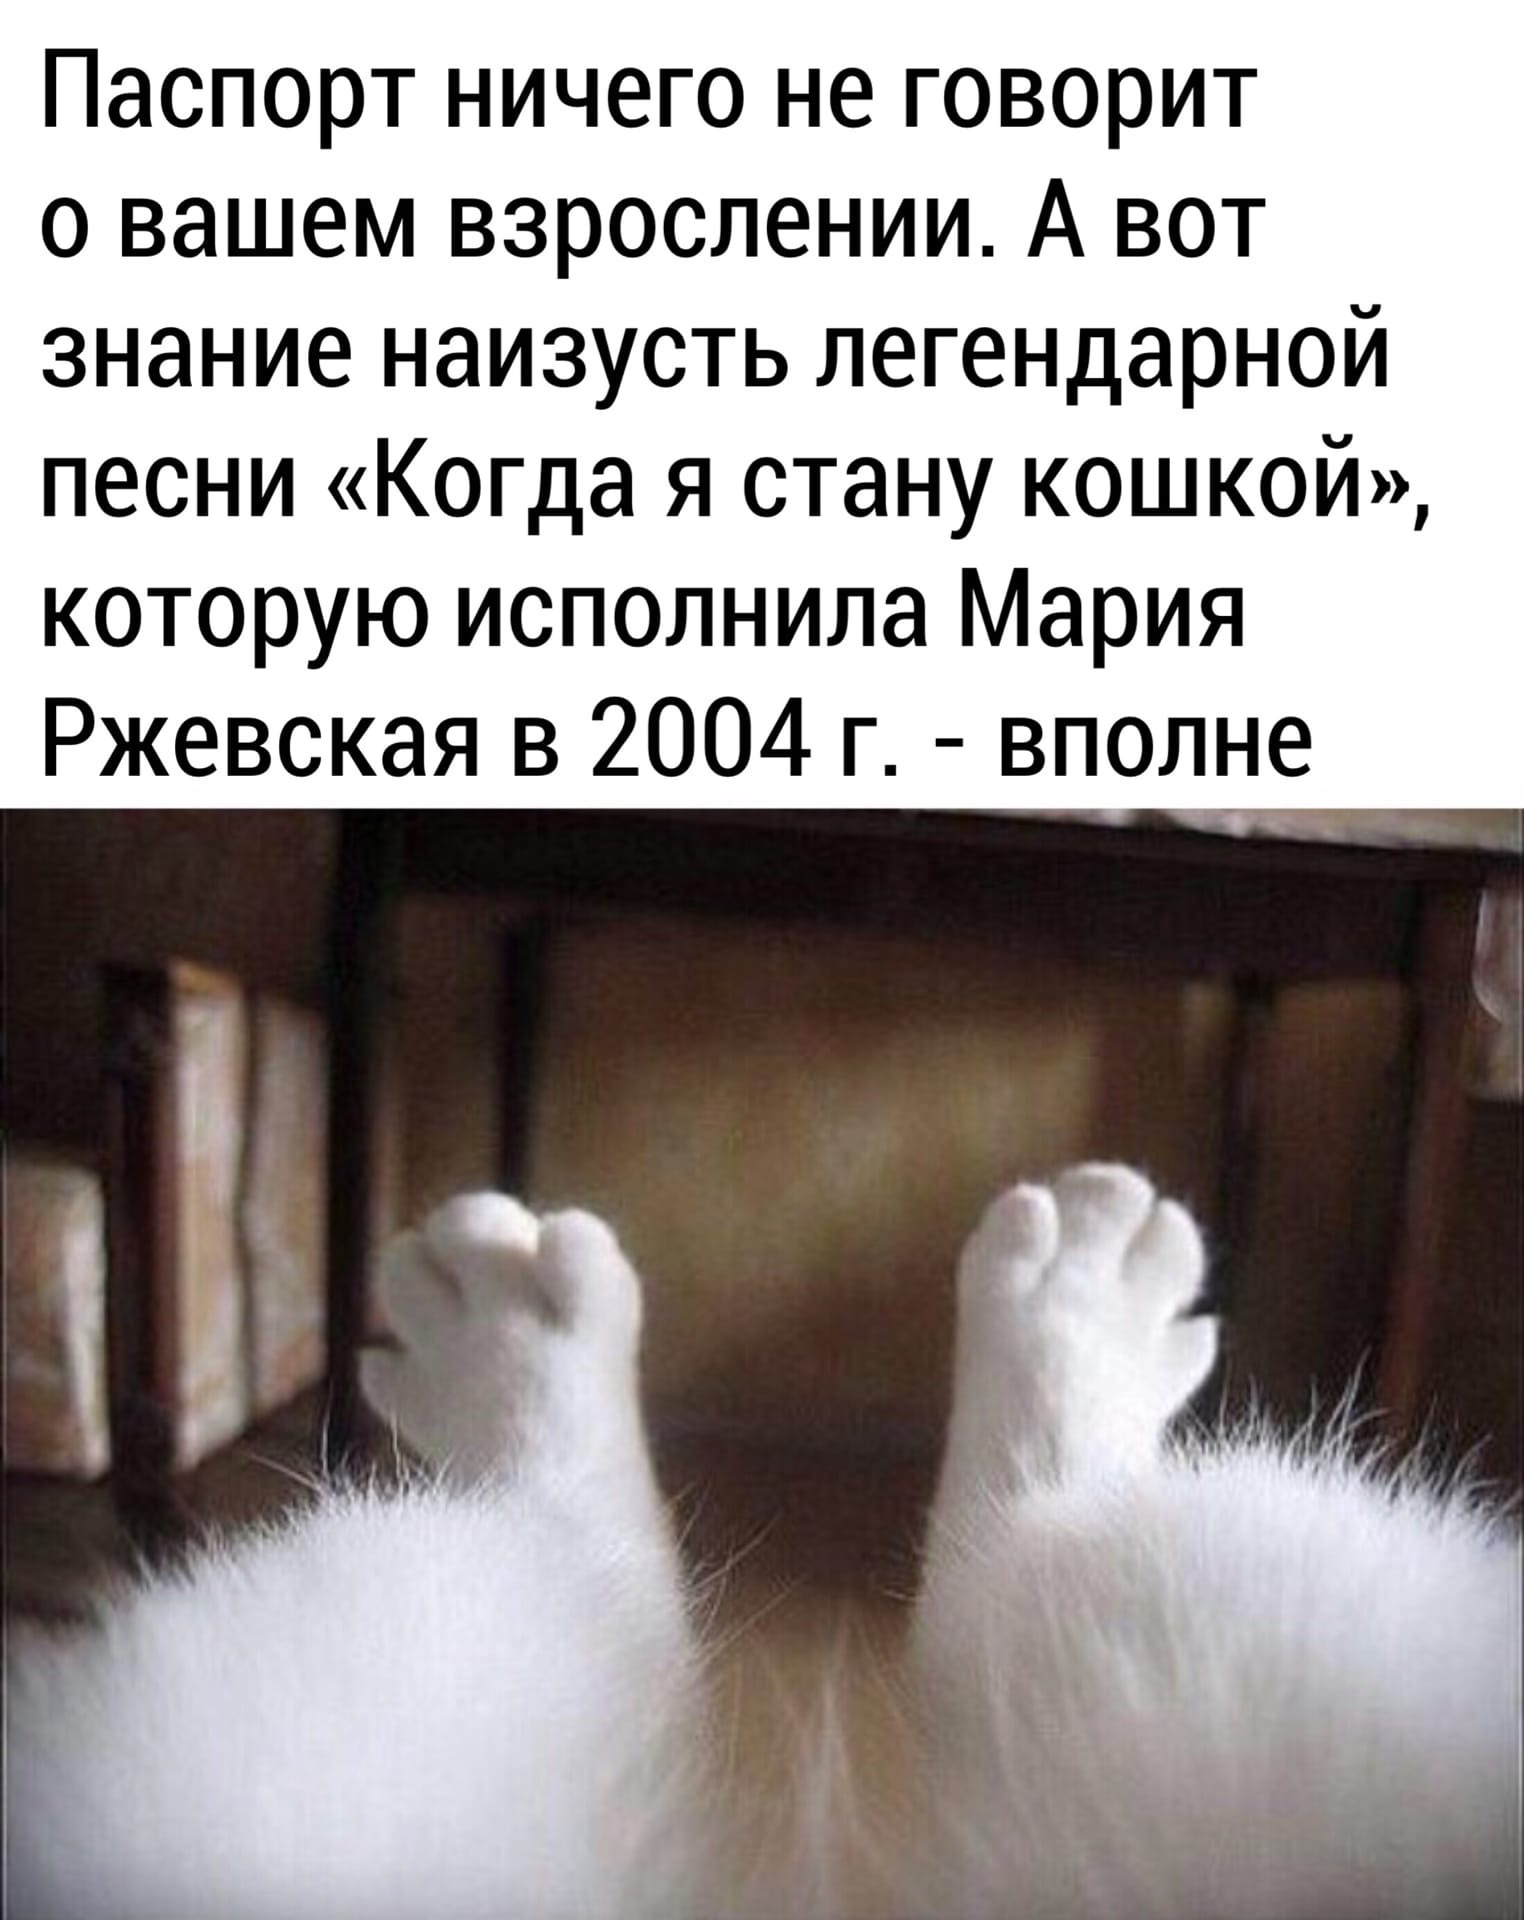 Паспорт ничего не говорит
о вашем взрослении. А вот
знание наизусть легендарной
песни «Когда я стану кошкой»,
которую исполнила Мария
Ржевская в 2004 г. - вполне